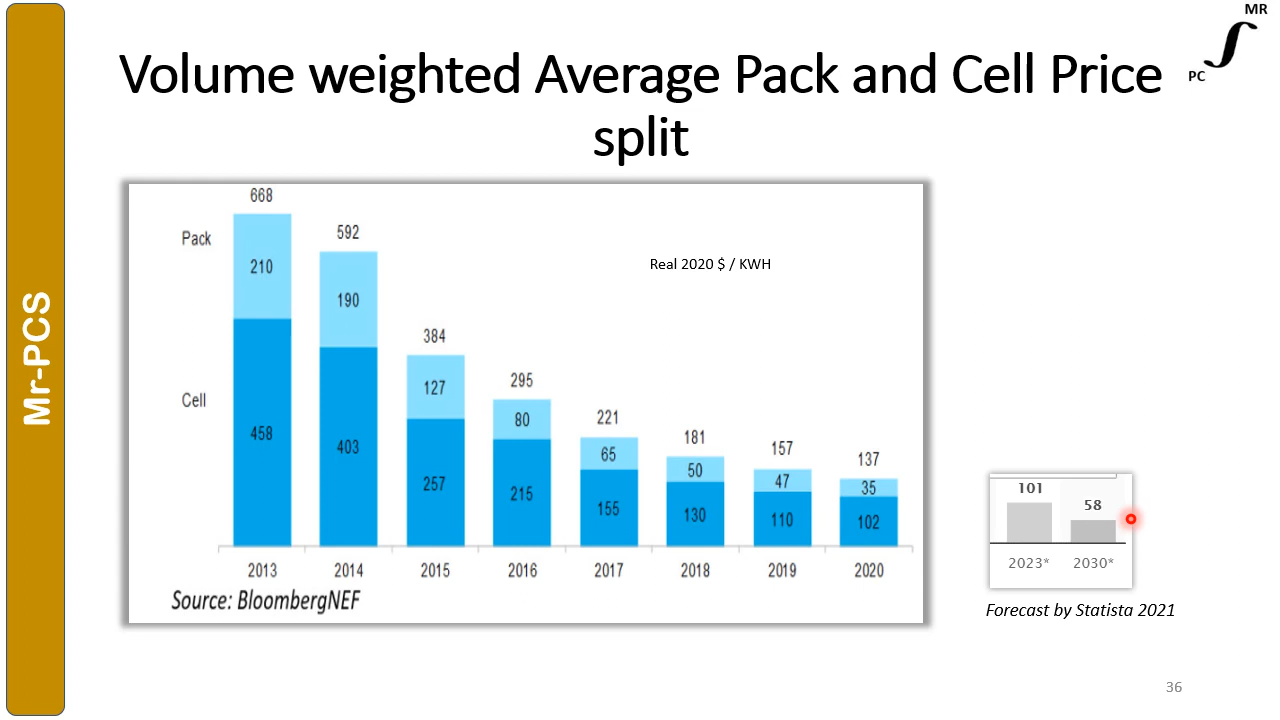 MR
PC
Volume weighted Average Pack and Cell Price
split
Mr-PCS
668
Pack
210
592
190
Real 2020 $ / KWH
384
127
295
80
221
65
181
50
157
47
137
35
Cell
458
403
257
215
155
130
110
102
2013 2014 2015 2016 2017 2018 2019 2020
Source: BloombergNEF
101
58
2023* 2030*
Forecast by Statista 2021
36